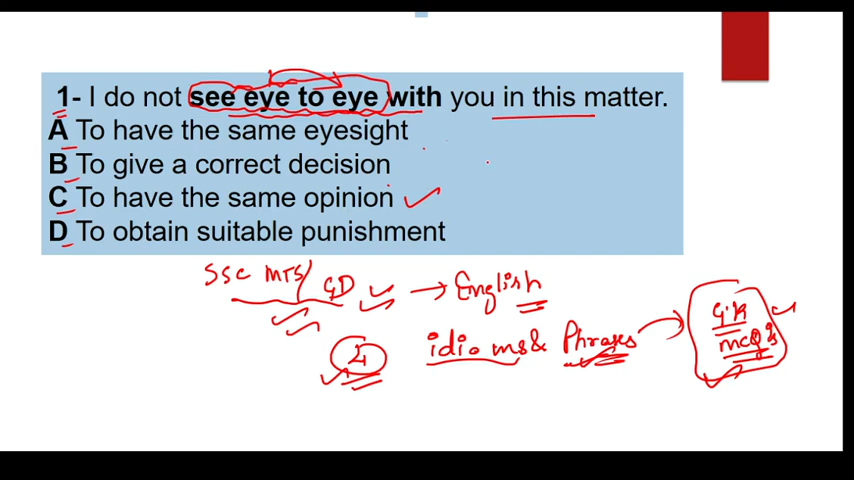 1- I do not see eye to eye with you in this matter.
A To have the same eyesight
B To give a correct decision
C To have the same opinion
D To obtain suitable punishment
SSC MTS/ GD → English
idioms & Phrases
G.K
MCQ's